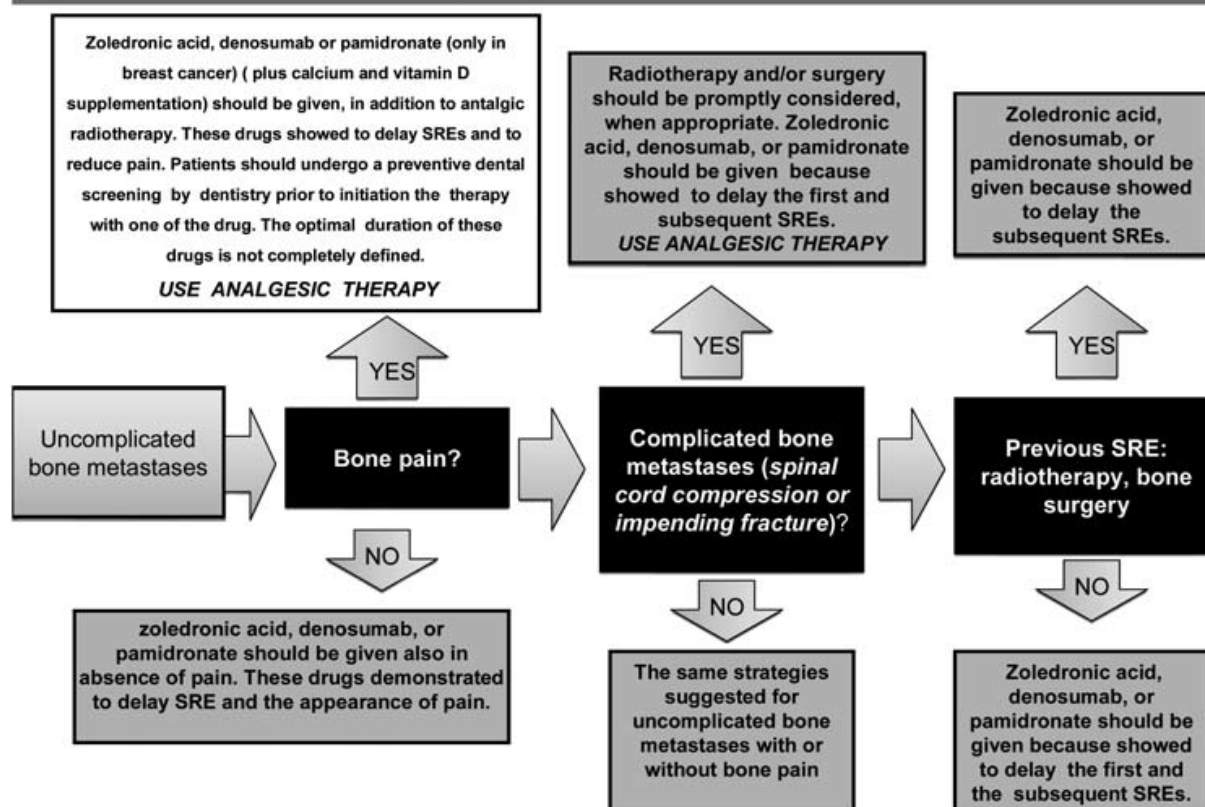 Zoledronic acid, denosumab or pamidronate (only in
breast cancer) ( plus calcium and vitamin D
supplementation) should be given, in addition to antalgic
radiotherapy. These drugs showed to delay SREs and to
reduce pain. Patients should undergo a preventive dental
screening by dentistry prior to initiation the therapy
with one of the drug. The optimal duration of these
drugs is not completely defined.
USE ANALGESIC THERAPY
Radiotherapy and/or surgery
should be promptly considered,
when appropriate. Zoledronic
acid, denosumab, or pamidronate
should be given because
showed to delay the first and
subsequent SREs.
USE ANALGESIC THERAPY
Zoledronic acid,
denosumab, or
pamidronate should be
given because showed
to delay the
subsequent SREs.
YES
YES
YES
Uncomplicated
bone metastases
Bone pain?
Complicated bone
metastases (spinal
cord compression or
impending fracture)?
Previous SRE:
radiotherapy, bone
surgery
NO
NO
NO
zoledronic acid, denosumab, or
pamidronate should be given also in
absence of pain. These drugs demonstrated
to delay SRE and the appearance of pain.
The same strategies
suggested for
uncomplicated bone
metastases with or
without bone pain
Zoledronic acid,
denosumab, or
pamidronate should be
given because showed
to delay the first and
the subsequent SREs.